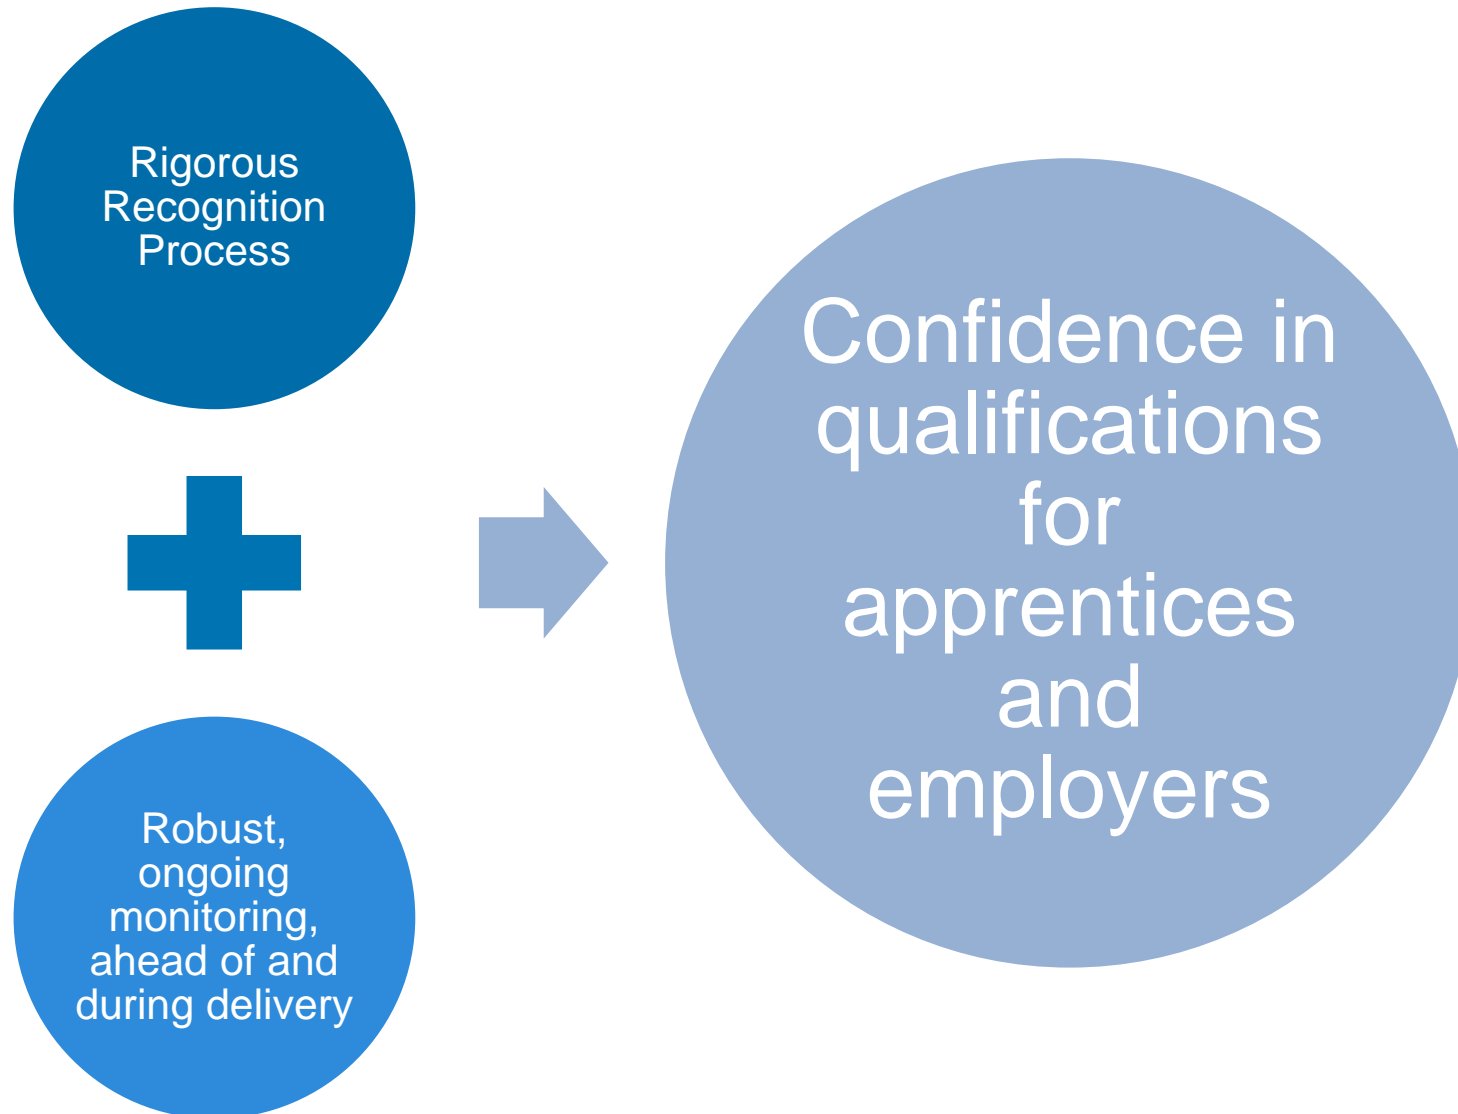 Rigorous
Recognition
Process
Robust,
ongoing
monitoring,
ahead of and
during delivery
Confidence in
qualifications
for
apprentices
and
employers